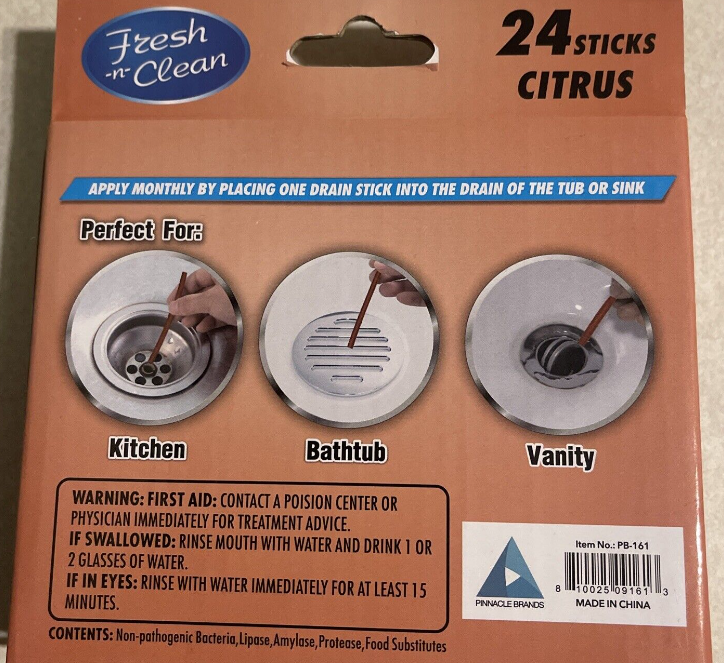 Fresh
-n-
Clean
24 STICKS
CITRUS
APPLY MONTHLY BY PLACING ONE DRAIN STICK INTO THE DRAIN OF THE TUB OR SINK
Perfect For:
Kitchen
Bathtub
Vanity
WARNING: FIRST AID: CONTACT A POISION CENTER OR
PHYSICIAN IMMEDIATELY FOR TREATMENT ADVICE.
IF SWALLOWED: RINSE MOUTH WITH WATER AND DRINK 1 OR
2 GLASSES OF WATER.
IF IN EYES: RINSE WITH WATER IMMEDIATELY FOR AT LEAST 15
MINUTES.
CONTENTS: Non-pathogenic Bacteria,Lipase,Amylase,Protease,Food Substitutes
PINNACLE BRANDS
Item No.: PB-161
8 10025 09161 3
MADE IN CHINA